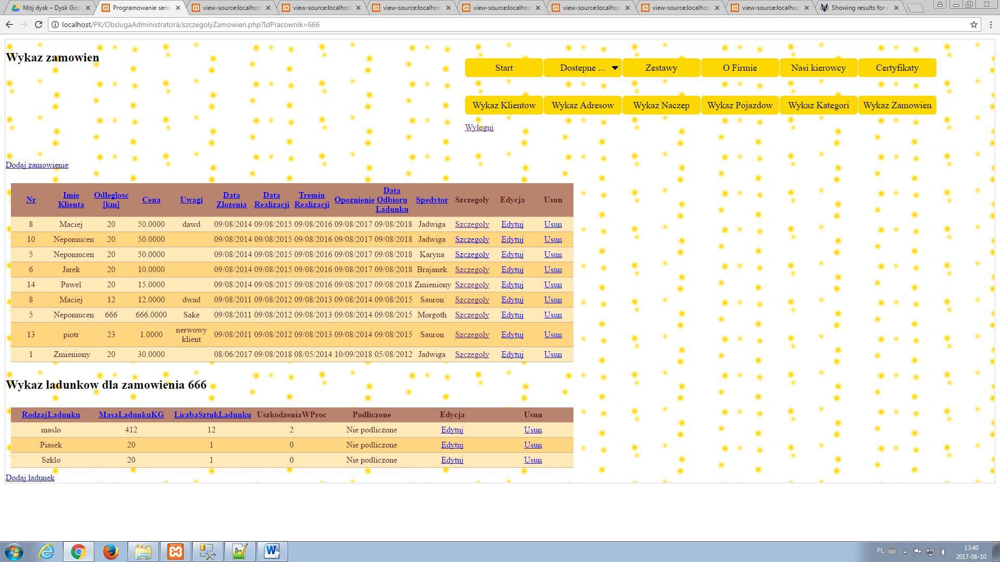 Mój dysk – Dysk Goo
Programowanie serw
view-source:localhost
view-source:localhost
view-source:localhost
view-source:localhost
view-source:localhost
view-source:localhost
view-source:localhost
Showing results for c
localhost/PK/ObslugaAdministratora/szczegolyZamowien.php?IdPracownik=666
Wykaz zamowien
Start Dostepne ... Zestawy O Firmie Nasi kierowcy Certyfikaty
Wykaz Klientow Wykaz Adresow Wykaz Naczep Wykaz Pojazdow Wykaz Kategori Wykaz Zamowien
Wyloguj
Dodaj zamowienie
Nr Imie Klienta Odleglosc [km] Cena Uwagi Data Zlozenia Data Realizacji Tremin Realizacji Opoznienie Data Odbioru Ladunku Spedytor Szczegoly Edycja Usun
8 Maciej 20 50.0000 dawd 09/08/2014 09/08/2015 09/08/2016 09/08/2017 09/08/2018 Jadwiga Szczegoly Edytuj Usun
10 Nepomucen 20 50.0000 09/08/2014 09/08/2015 09/08/2016 09/08/2017 09/08/2018 Jadwiga Szczegoly Edytuj Usun
5 Nepomucen 20 50.0000 09/08/2014 09/08/2015 09/08/2016 09/08/2017 09/08/2018 Karyna Szczegoly Edytuj Usun
6 Jarek 20 10.0000 09/08/2014 09/08/2015 09/08/2016 09/08/2017 09/08/2018 Brajanek Szczegoly Edytuj Usun
14 Pawel 20 15.0000 09/08/2014 09/08/2015 09/08/2016 09/08/2017 09/08/2018 Zmieniony Szczegoly Edytuj Usun
8 Maciej 12 12.0000 dwad 09/08/2011 09/08/2012 09/08/2013 09/08/2014 09/08/2015 Sauron Szczegoly Edytuj Usun
5 Nepomucen 666 666.0000 Sake 09/08/2011 09/08/2012 09/08/2013 09/08/2014 09/08/2015 Morgoth Szczegoly Edytuj Usun
13 piotr 23 1.0000 nerwowy klient 09/08/2011 09/08/2012 09/08/2013 09/08/2014 09/08/2015 Sauron Szczegoly Edytuj Usun
1 Zmieniony 20 30.0000 08/06/2017 09/08/2018 08/05/2014 10/09/2018 05/08/2012 Jadwiga Szczegoly Edytuj Usun
Wykaz ladunkow dla zamowienia 666
RodzajLadunku MasaLadunkuKG LiczbaSztukLadunku UszkodzeniaWProc Podliczone Edycja Usun
maslo 412 12 2 Nie podliczone Edytuj Usun
Piasek 20 1 0 Nie podliczone Edytuj Usun
Szklo 20 1 0 Nie podliczone Edytuj Usun
Dodaj ladunek
PL
13:40
2017-06-10